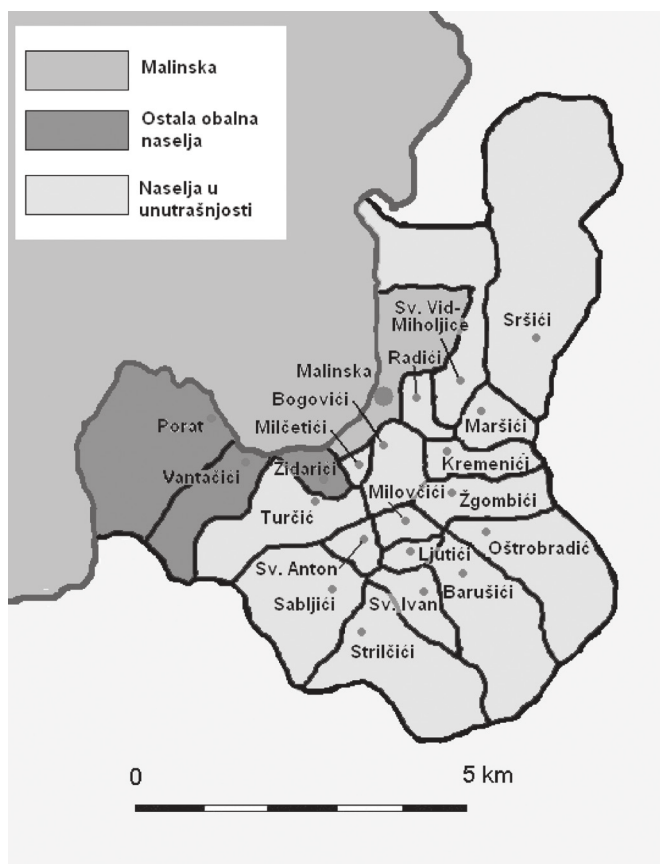 Malinska
Ostala obalna
naselja
Naselja u
unutrašnjosti
Sv. Vid-
Miholjice
Sršići
Radići
Malinska
Bogovići
Maršići
Milčetići
Porat
Kremenići
Židarići
Vantačići
Milovčići
Žgombići
Turčić
Oštrobradić
Ljutići
Sv. Anton
Barušići
Sabljići
Sv. Ivan
Strilčići
0 5 km